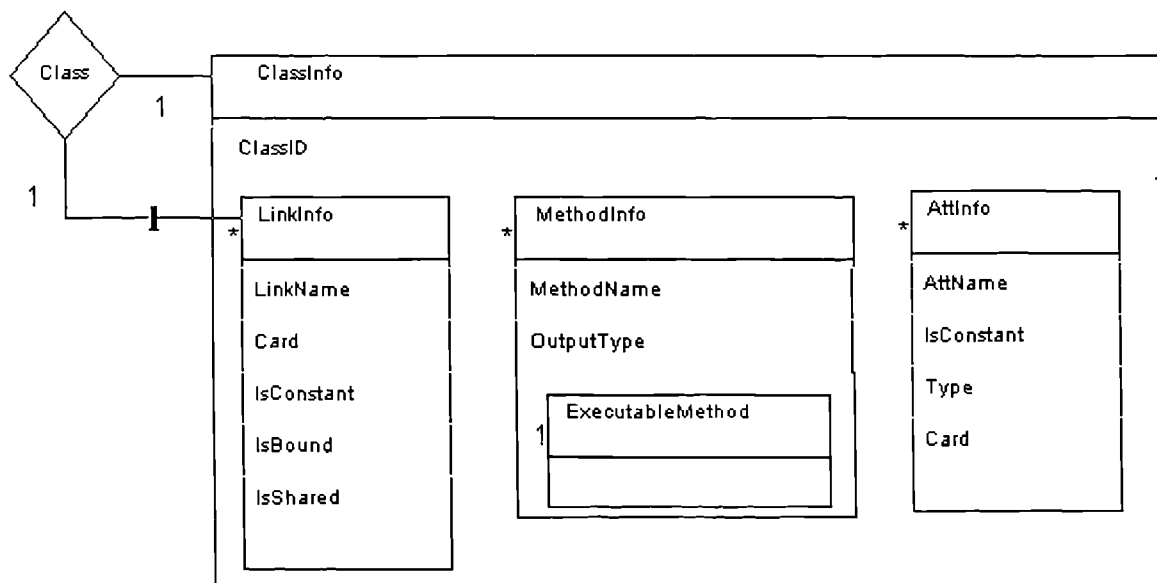 Class
ClassInfo
1
ClassID
1
LinkInfo
*
LinkName
Card
IsConstant
IsBound
IsShared
MethodInfo
*
MethodName
OutputType
ExecutableMethod
1
AttInfo
*
AttName
IsConstant
Type
Card